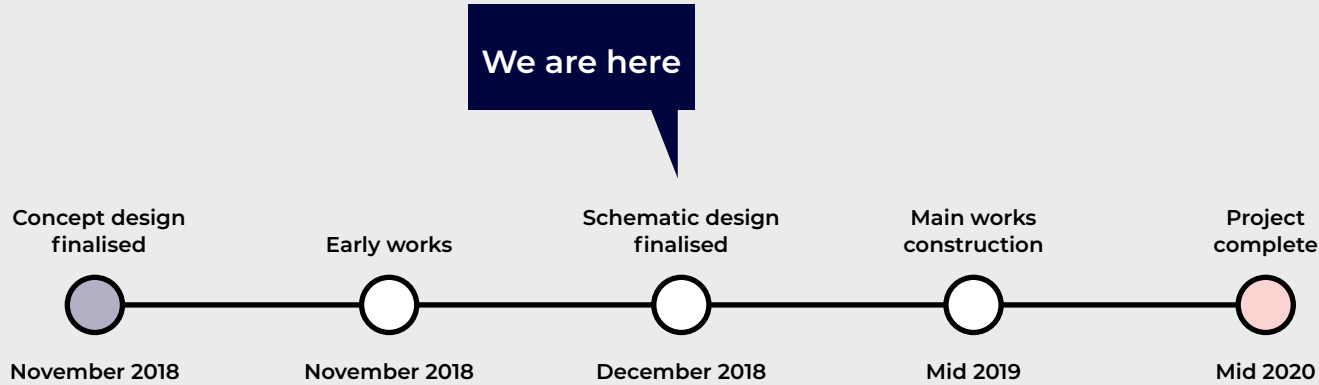 We are here
Concept design
finalised
Early works
Schematic design
finalised
Main works
construction
Project
complete
November 2018
November 2018
December 2018
Mid 2019
Mid 2020